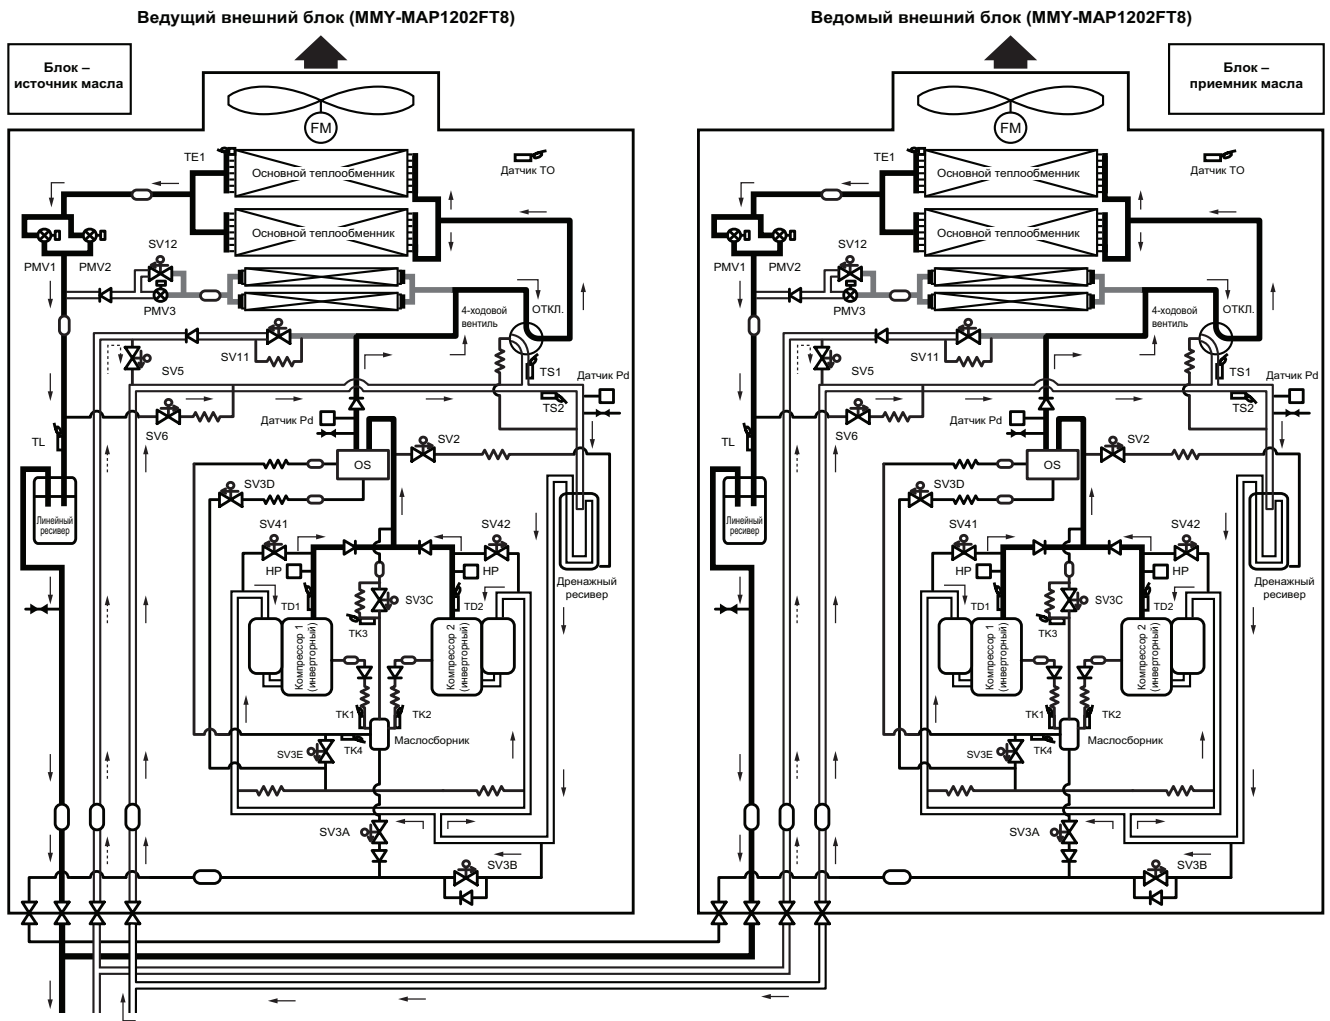 Ведущий внешний блок (MMY-MAP1202FT8)
Блок –
источник масла
FM
TE1
Основной теплообменник
Датчик TO
Основной теплообменник
SV12
PMV1
PMV2
PMV3
4-ходовой
вентиль
ОТКЛ.
SV11
SV5
TS1
Датчик Pd
TS2
Датчик Pd
SV6
TL
SV2
OS
SV3D
Линейный
ресивер
SV41
SV42
HP
HP
Дренажный
ресивер
TD1
SV3C
TD2
TK3
Компрессор 1
(инверторный)
Компрессор 2
(инверторный)
TK1
TK2
Маслосборник
TK4
SV3E
SV3A
SV3B
Ведомый внешний блок (MMY-MAP1202FT8)
Блок –
приемник масла
FM
TE1
Основной теплообменник
Датчик TO
Основной теплообменник
SV12
PMV1
PMV2
PMV3
4-ходовой
вентиль
ОТКЛ.
SV11
SV5
TS1
Датчик Pd
TS2
Датчик Pd
SV6
TL
SV2
OS
SV3D
Линейный
ресивер
SV41
SV42
HP
HP
Дренажный
ресивер
TD1
SV3C
TD2
TK3
Компрессор 1
(инверторный)
Компрессор 2
(инверторный)
TK1
TK2
Маслосборник
TK4
SV3E
SV3A
SV3B